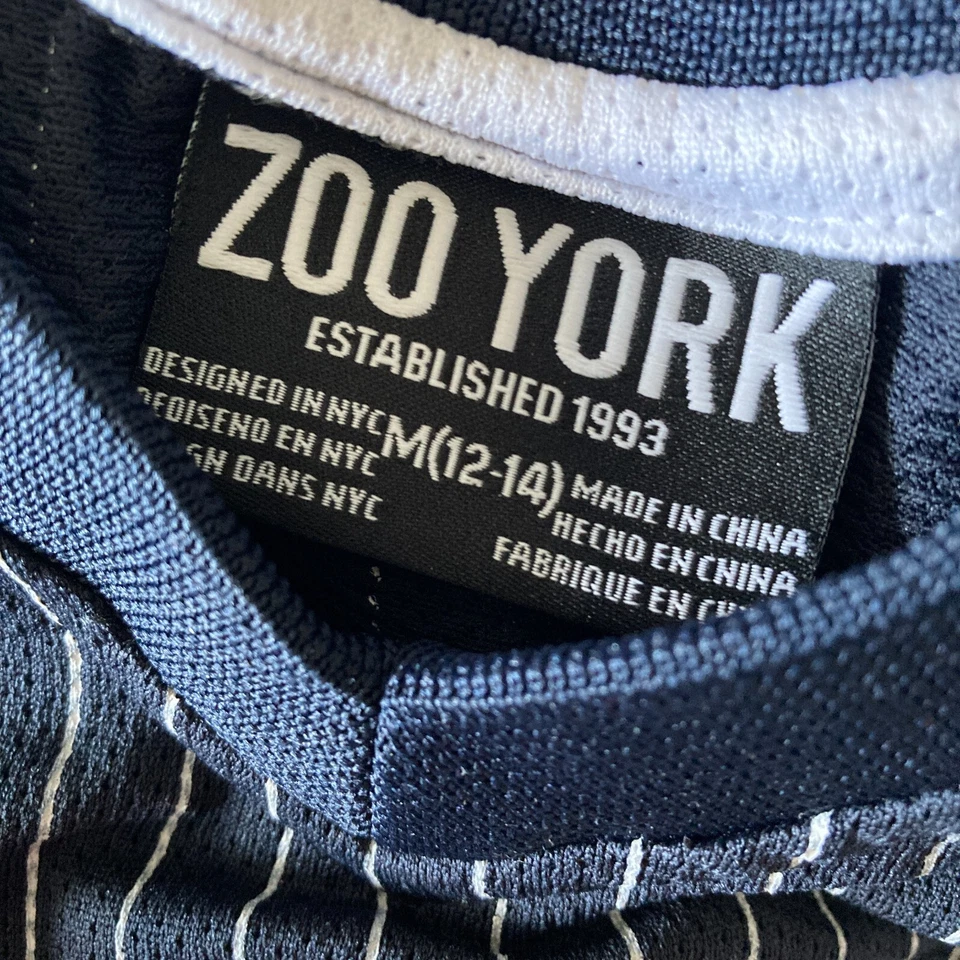 ZOO YORK
ESTABLISHED 1993
DESIGNED IN NYC
EN NYC
DANS NYC
M(12-14)
MADE IN CHINA
HECHO EN CHINA
FABRIQUE EN